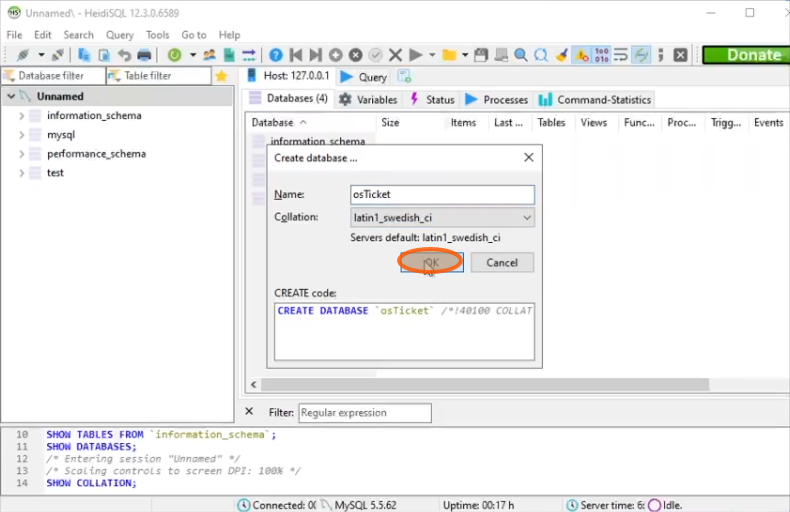 Unnamed\ - HeidiSQL 12.3.0.6589
File Edit Search Query Tools Go to Help
Donate
Database filter Table filter Host: 127.0.0.1 Query
Unnamed
information_schema
mysql
performance_schema
test
Databases (4) Variables Status Processes Command-Statistics
Database Size Items Last ... Tables Views Func... Proc... Trigg... Events
information_schema
Create database ...
Name: osTicket
Collation: latin1_swedish_ci
Servers default: latin1_swedish_ci
OK Cancel
CREATE code:
CREATE DATABASE `osTicket` /*!40100 COLLAT
Filter: Regular expression
10 SHOW TABLES FROM `information_schema`;
11 SHOW DATABASES;
12 /* Entering session "Unnamed" */
13 /* Scaling controls to screen DPI: 100% */
14 SHOW COLLATION;
Connected: 0( MySQL 5.5.62 Uptime: 00:17 h Server time: 6: Idle.